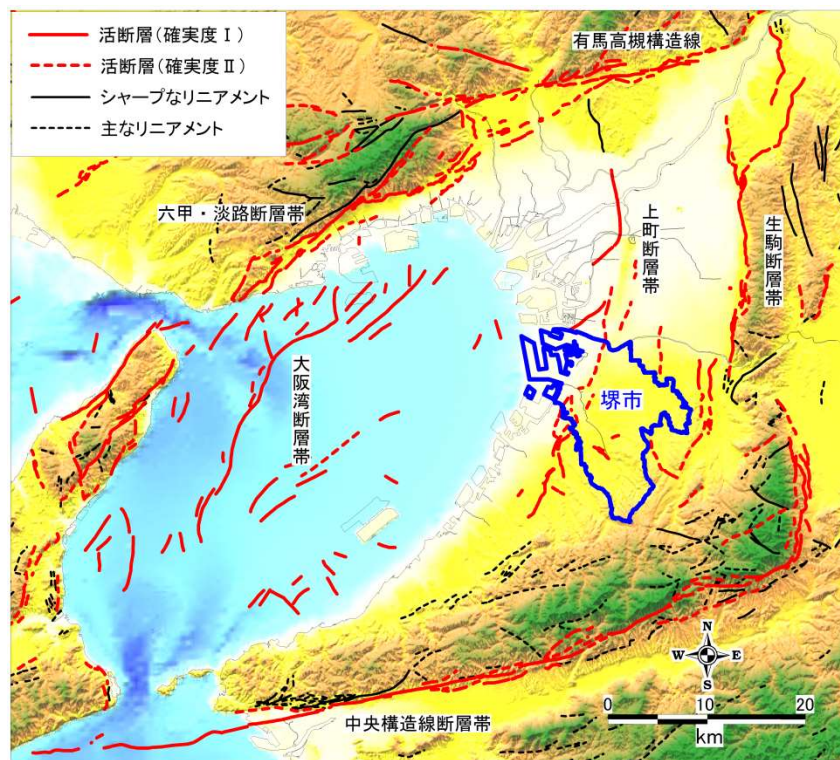 活断層(確実度Ⅰ)
活断層(確実度Ⅱ)
シャープなリニアメント
主なリニアメント
有馬高槻構造線
六甲・淡路断層帯
上町断層帯
生駒断層帯
大阪湾断層帯
堺市
中央構造線断層帯
N
W E
S
0 10 20
km